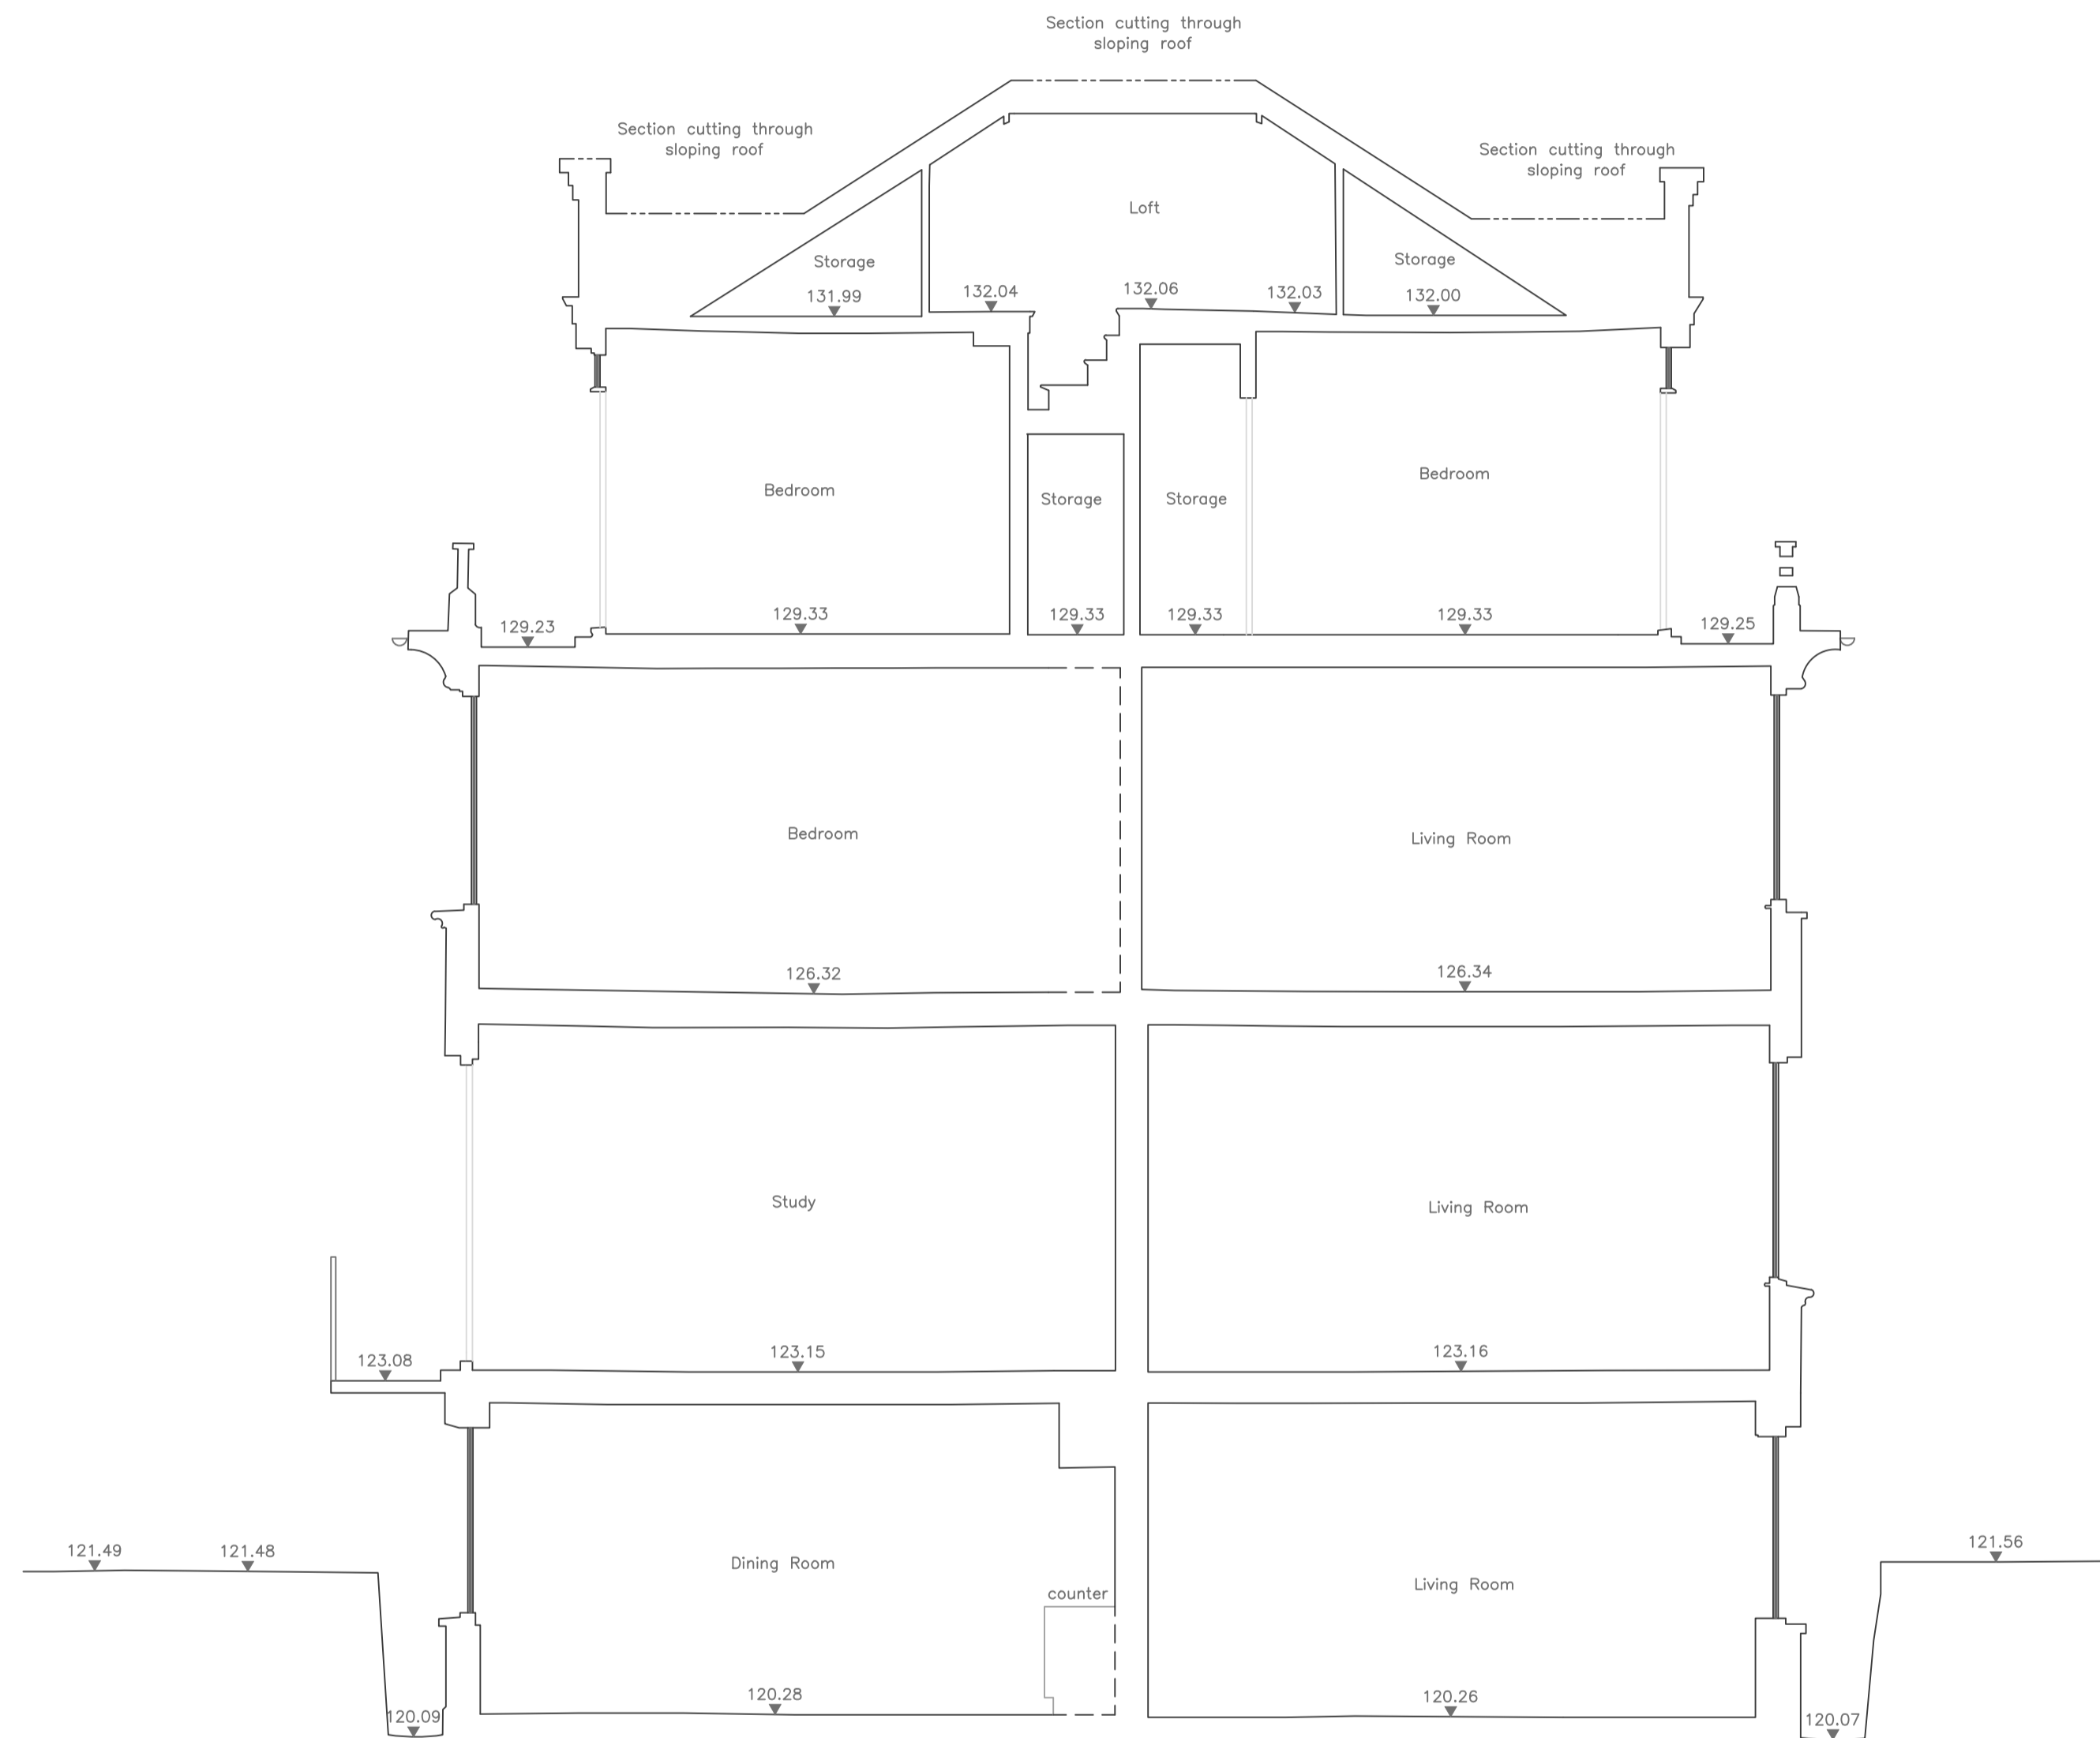 Section cutting through
sloping roof
Section cutting through
sloping roof
Section cutting through
sloping roof
Loft
Storage
Storage
131.99
132.04
132.06
132.03
132.00
Bedroom
Storage
Storage
Bedroom
129.23
129.33
129.33
129.33
129.33
129.25
Bedroom
Living Room
126.32
126.34
Study
Living Room
123.08
123.15
123.16
121.49
121.48
Dining Room
counter
Living Room
121.56
120.09
120.28
120.26
120.07